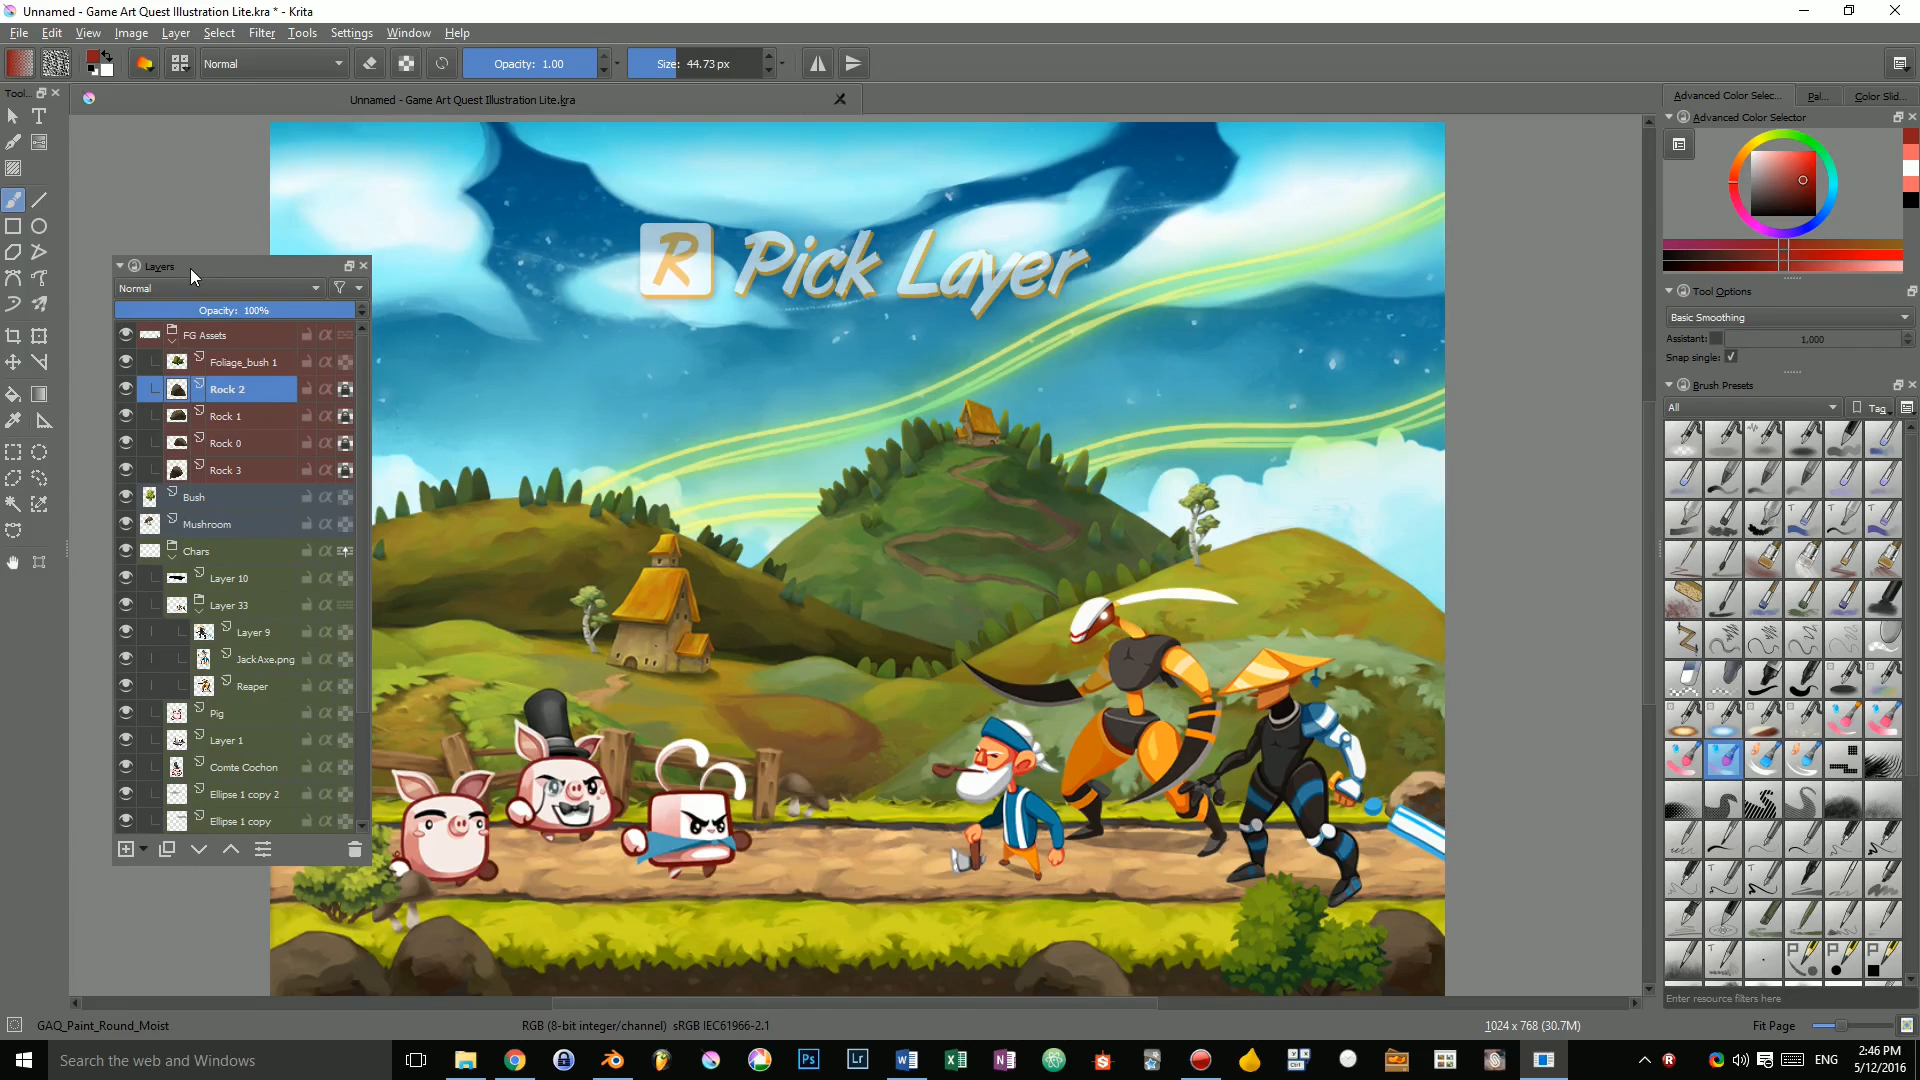 Unnamed - Game Art Quest Illustration Lite.kra * - Krita
File Edit View Image Layer Select Filter Tools Settings Window Help
Normal
Opacity: 1.00
Size: 44.73 px
Tool...
Unnamed - Game Art Quest Illustration Lite.kra
Advanced Color Selec... Pal... Color Slid...
Advanced Color Selector
R Pick Layer
Layers
Normal
Opacity: 100%
FG Assets
Foliage_bush 1
Rock 2
Rock 1
Rock 0
Rock 3
Bush
Mushroom
Chars
Layer 10
Layer 33
Layer 9
JackAxe.png
Reaper
Pig
Layer 1
Comte Cochon
Ellipse 1 copy 2
Ellipse 1 copy
Tool Options
Basic Smoothing
Assistant: 1,000
Snap single:
Brush Presets
All Tag
Enter resource filters here
GAQ_Paint_Round_Moist
RGB (8-bit integer/channel) sRGB IEC61966-2.1
1024 x 768 (30.7M)
Fit Page
Search the web and Windows
ENG
2:46 PM
5/12/2016